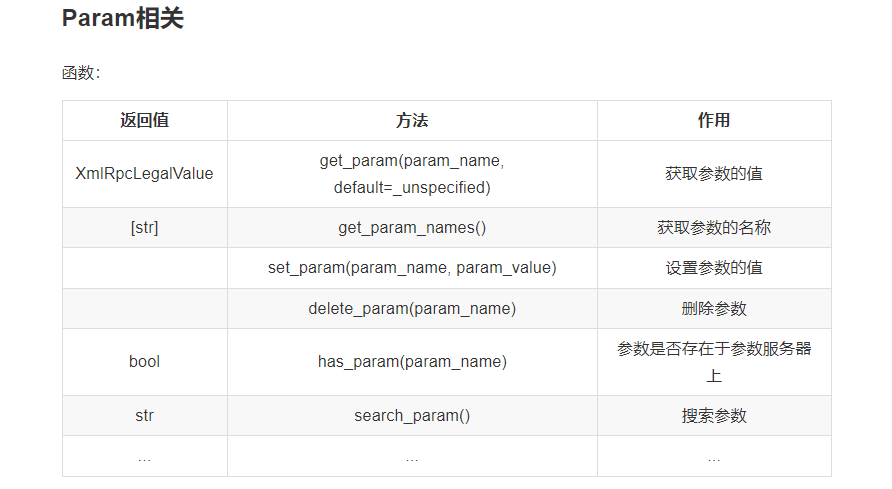 Param相关
函数：
返回值 方法 作用
XmlRpcLegalValue get_param(param_name, default=_unspecified) 获取参数的值
[str] get_param_names() 获取参数的名称
set_param(param_name, param_value) 设置参数的值
delete_param(param_name) 删除参数
bool has_param(param_name) 参数是否存在于参数服务器上
str search_param() 搜索参数
... ... ...